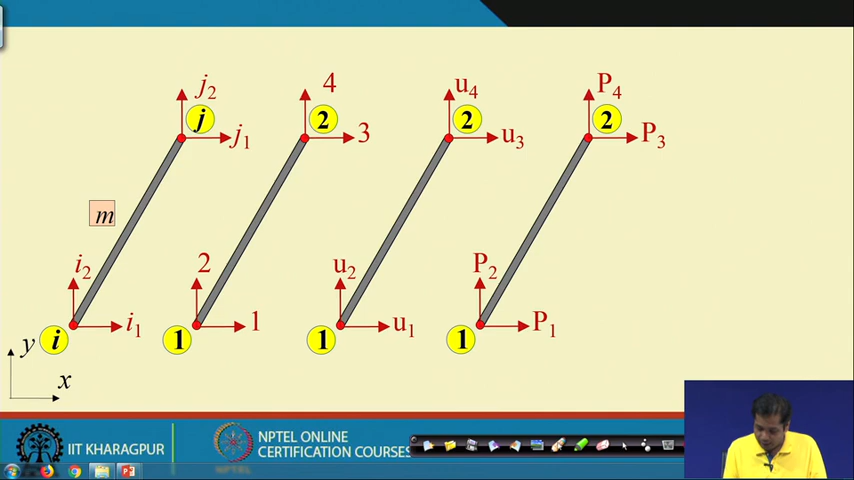 j2
j
j1
m
i2
i1
i
y
x
4
2
3
2
1
1
u4
2
u3
u2
u1
1
P4
2
P3
P2
P1
1
IIT KHARAGPUR
NPTEL ONLINE
CERTIFICATION COURSES
NPTEL